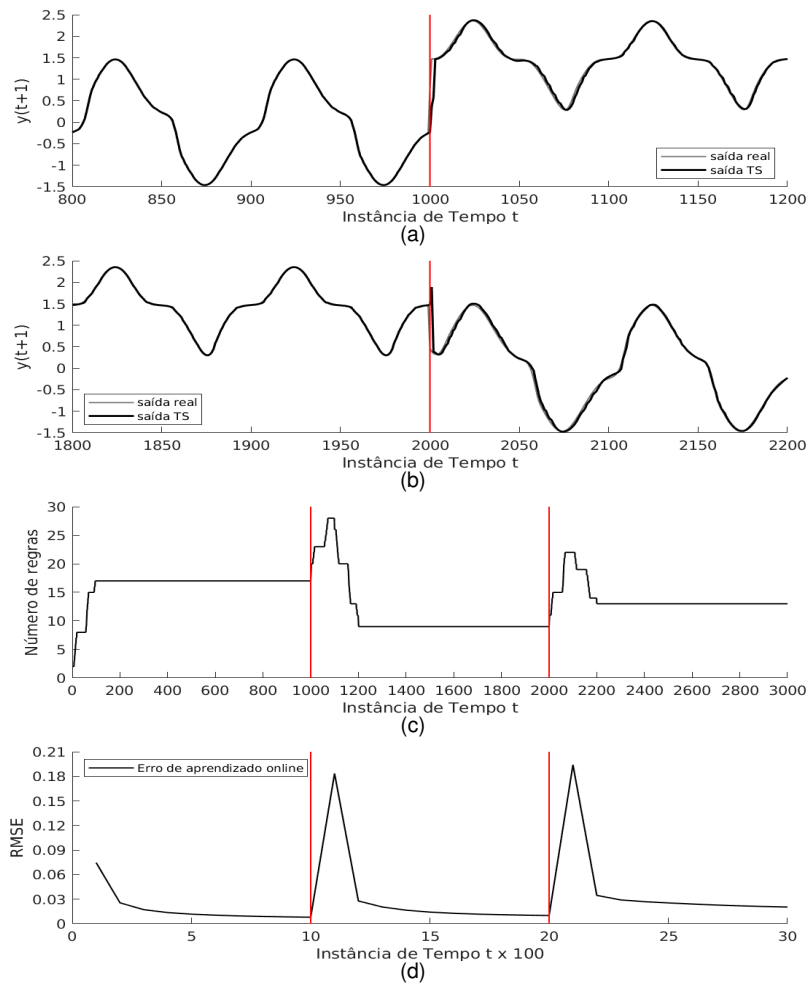 2.5
2
1.5
1
0.5
0
-0.5
-1
-1.5
y(t+1)
saída real
saída TS
800 850 900 950 1000 1050 1100 1150 1200
Instância de Tempo t
(a)
2.5
2
1.5
1
0.5
0
-0.5
-1
-1.5
y(t+1)
saída real
saída TS
1800 1850 1900 1950 2000 2050 2100 2150 2200
Instância de Tempo t
(b)
30
25
20
15
10
5
0
Número de regras
0 200 400 600 800 1000 1200 1400 1600 1800 2000 2200 2400 2600 2800 3000
Instância de Tempo t
(c)
0.21
0.18
0.15
0.12
0.09
0.06
0.03
0
RMSE
Erro de aprendizado online
0 5 10 15 20 25 30
Instância de Tempo t x 100
(d)